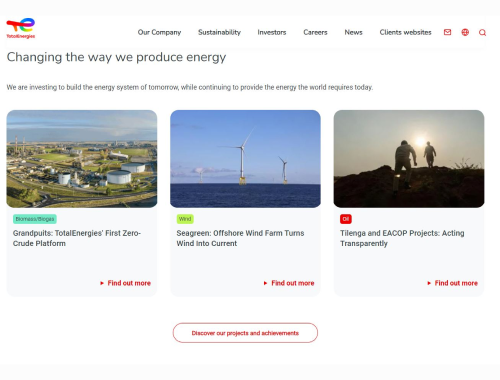 TotalEnergies
Our Company Sustainability Investors Careers News Clients websites
Changing the way we produce energy
We are investing to build the energy system of tomorrow, while continuing to provide the energy the world requires today.
Biomass/Biogas
Grandpuits: TotalEnergies' First Zero-
Crude Platform
Find out more
Wind
Seagreen: Offshore Wind Farm Turns
Wind Into Current
Find out more
Oil
Tilenga and EACOP Projects: Acting
Transparently
Find out more
Discover our projects and achievements